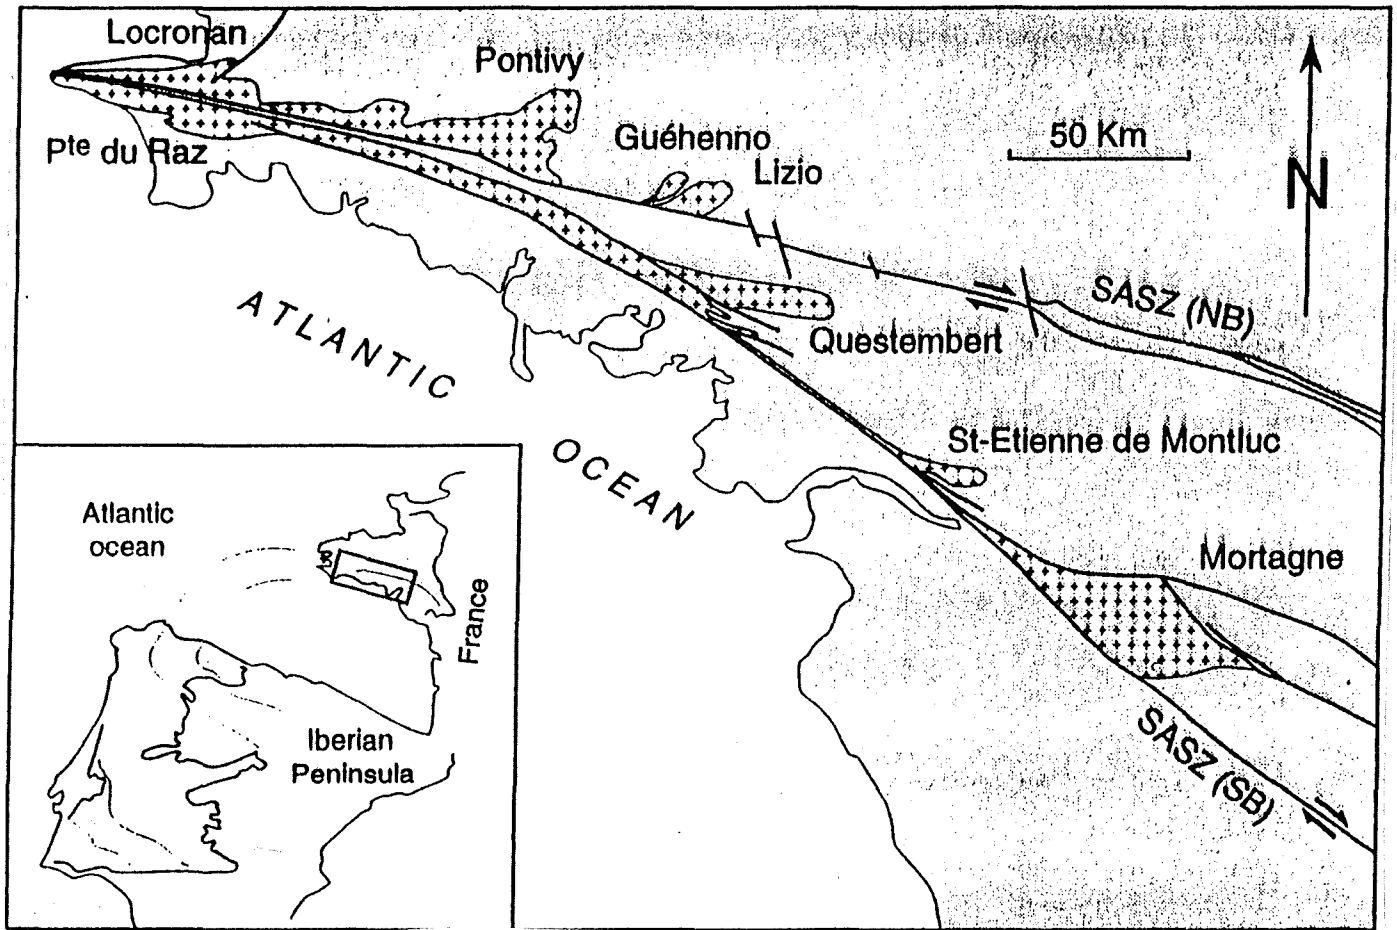 Locronan
Pontivy
Pte du Raz
Guéhenno
Lizio
50 Km
N
SASZ (NB)
Questembert
ATLANTIC
OCEAN
St-Etienne de Montluc
Mortagne
SASZ (SB)
Atlantic
ocean
France
Iberian
Peninsula